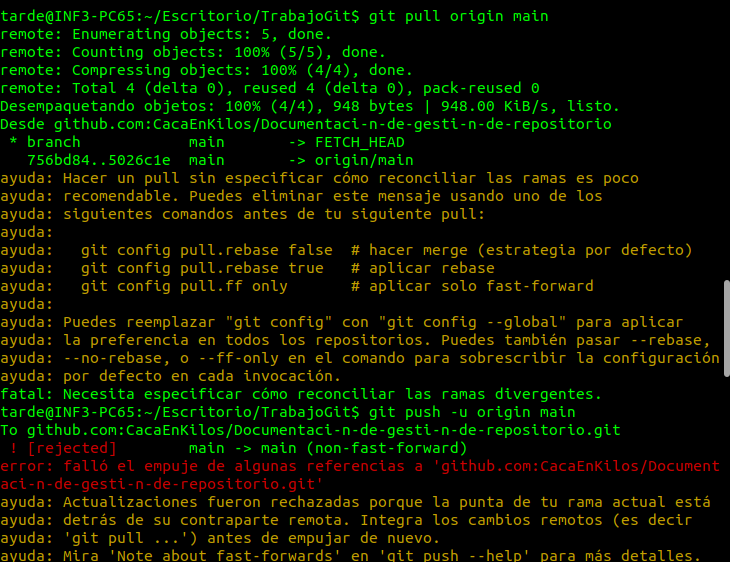 tarde@INF3-PC65:~/Escritorio/TrabajoGit$ git pull origin main
remote: Enumerating objects: 5, done.
remote: Counting objects: 100% (5/5), done.
remote: Compressing objects: 100% (4/4), done.
remote: Total 4 (delta 0), reused 4 (delta 0), pack-reused 0
Desempaquetando objetos: 100% (4/4), 948 bytes | 948.00 KiB/s, listo.
Desde github.com:CacaEnKilos/Documentaci-n-de-gesti-n-de-repositorio
 * branch            main       -> FETCH_HEAD
   756bd84..5026c1e  main       -> origin/main
ayuda: Hacer un pull sin especificar cómo reconciliar las ramas es poco
ayuda: recomendable. Puedes eliminar este mensaje usando uno de los
ayuda: siguientes comandos antes de tu siguiente pull:
ayuda:
ayuda:   git config pull.rebase false  # hacer merge (estrategia por defecto)
ayuda:   git config pull.rebase true   # aplicar rebase
ayuda:   git config pull.ff only       # aplicar solo fast-forward
ayuda:
ayuda: Puedes reemplazar "git config" con "git config --global" para aplicar
ayuda: la preferencia en todos los repositorios. Puedes también pasar --rebase,
ayuda: --no-rebase, o --ff-only en el comando para sobrescribir la configuración
ayuda: por defecto en cada invocación.
fatal: Necesita especificar cómo reconciliar las ramas divergentes.
tarde@INF3-PC65:~/Escritorio/TrabajoGit$ git push -u origin main
To github.com:CacaEnKilos/Documentaci-n-de-gesti-n-de-repositorio.git
 ! [rejected]        main -> main (non-fast-forward)
error: falló el empuje de algunas referencias a 'github.com:CacaEnKilos/Document
aci-n-de-gesti-n-de-repositorio.git'
ayuda: Actualizaciones fueron rechazadas porque la punta de tu rama actual está
ayuda: detrás de su contraparte remota. Integra los cambios remotos (es decir
ayuda: 'git pull ...') antes de empujar de nuevo.
ayuda: Mira 'Note about fast-forwards' en 'git push --help' para más detalles.